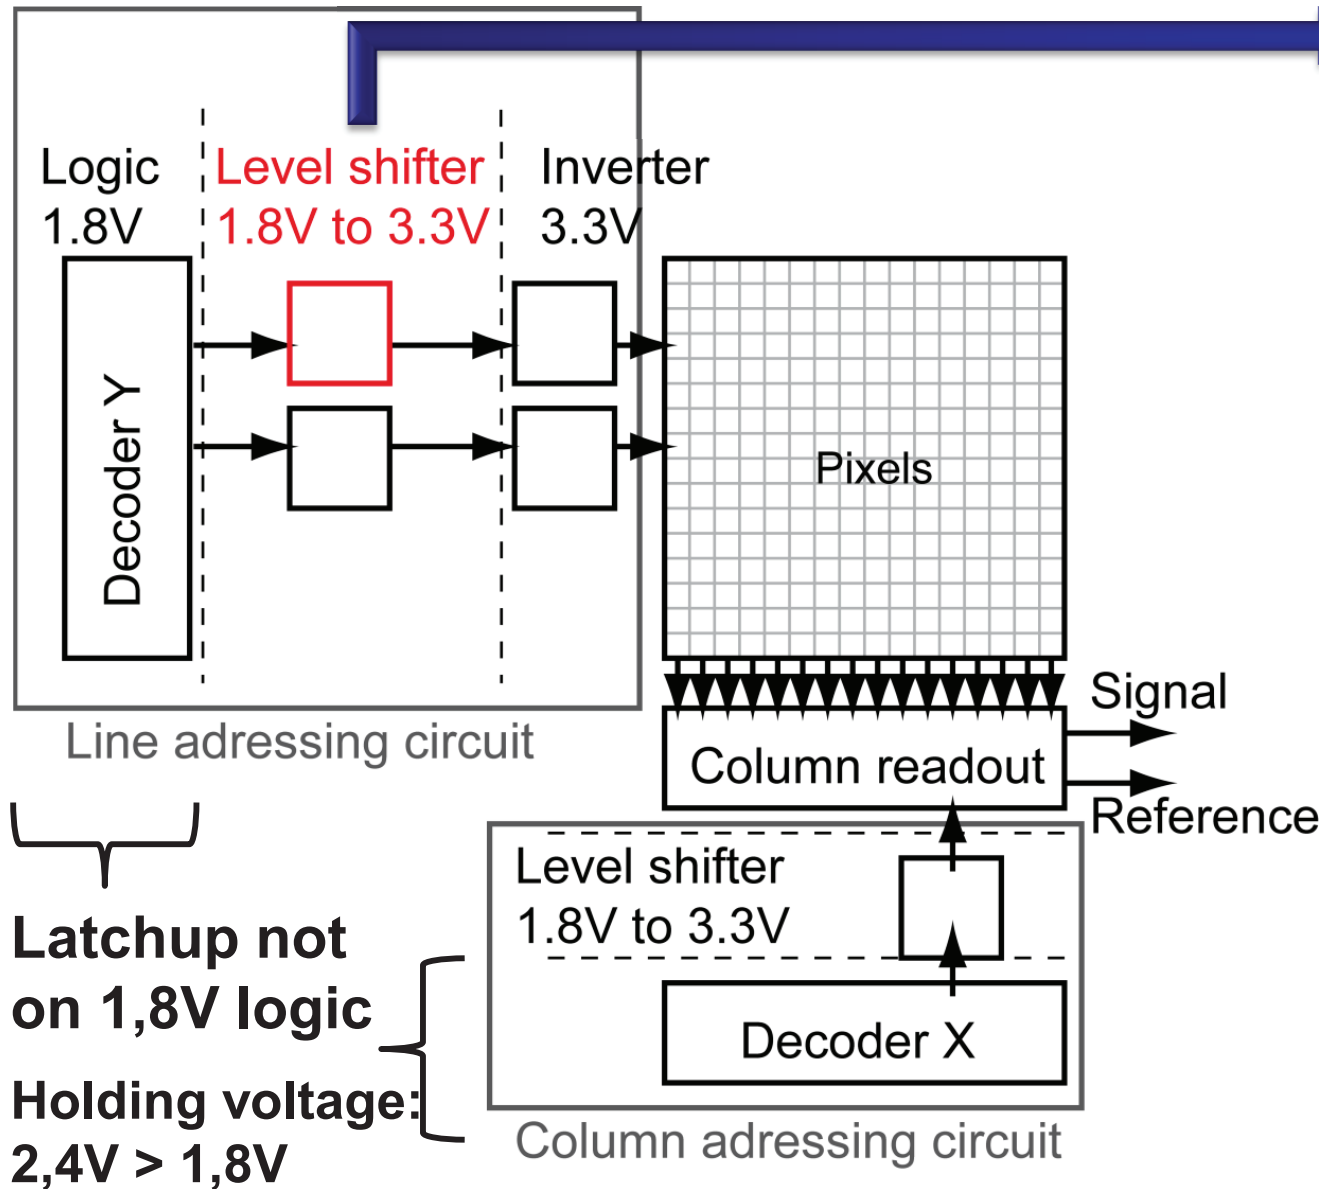 Logic
1.8V
Level shifter
1.8V to 3.3V
Inverter
3.3V
Decoder Y
Pixels
Line adressing circuit
Signal
Column readout
Reference
Level shifter
1.8V to 3.3V
Decoder X
Column adressing circuit
Latchup not
on 1,8V logic
Holding voltage:
2,4V > 1,8V